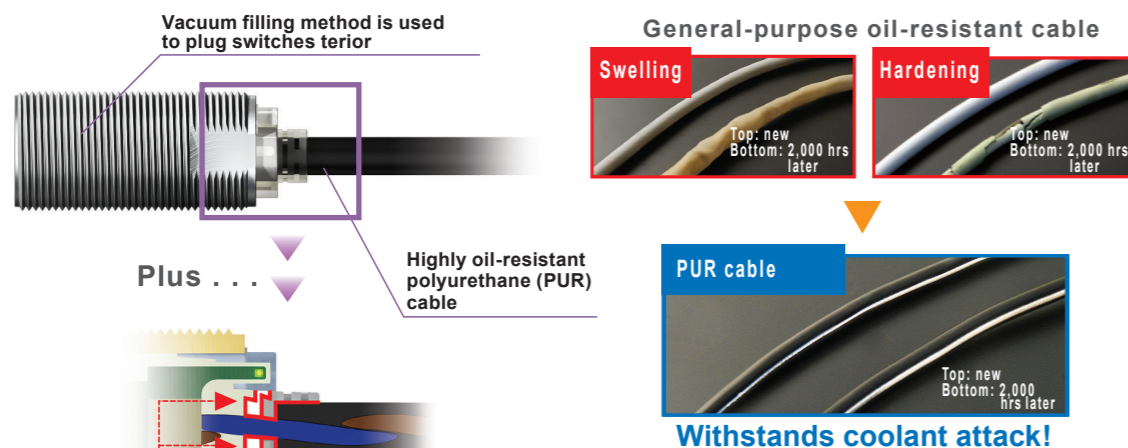 Vacuum filling method is used
to plug switches terior
Plus . . .
Highly oil-resistant
polyurethane (PUR)
cable
General-purpose oil-resistant cable
Swelling
Top: new
Bottom: 2,000 hrs
later
Hardening
Top: new
Bottom: 2,000 hrs
later
PUR cable
Top: new
Bottom: 2,000
hrs later
Withstands coolant attack!